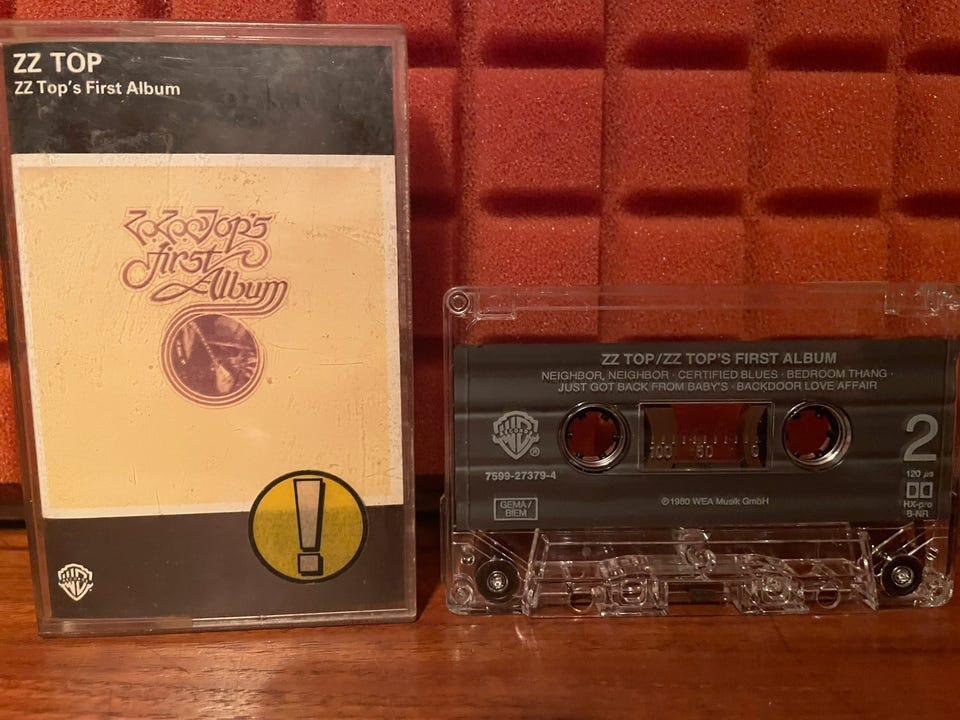 ZZ TOP
ZZ Top's First Album
ZZ Top's
first
Album
!
ZZ TOP/ZZ TOP'S FIRST ALBUM
NEIGHBOR, NEIGHBOR · CERTIFIED BLUES · BEDROOM THANG ·
JUST GOT BACK FROM BABY'S · BACKDOOR LOVE AFFAIR
RECORDS
®
7599-27379-4
100 50 0
2
120 µs
GEMA/
BIEM
℗ 1980 WEA Musik GmbH
HX-pro
B-NR